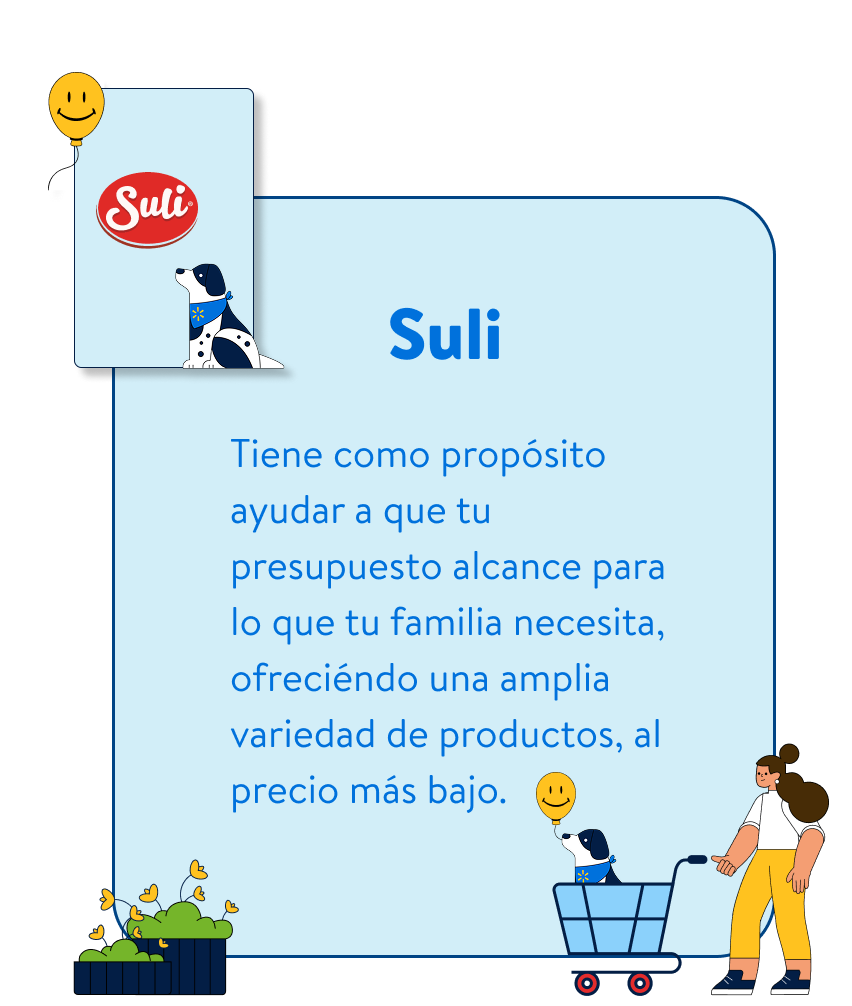 Suli®
Suli
Tiene como propósito
ayudar a que tu
presupuesto alcance para
lo que tu familia necesita,
ofreciéndo una amplia
variedad de productos, al
precio más bajo.